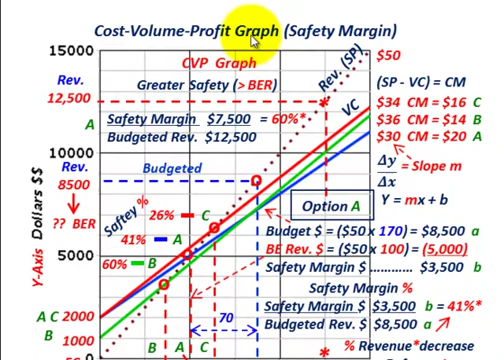 Cost-Volume-Profit Graph (Safety Margin)
15000
CVP Graph
$50
Rev.
12,500
A
Greater Safety (> BER)
Rev. (SP)
(SP - VC) = CM
Safety Margin $7,500 = 60%*
Budgeted Rev. $12,500
VC
$34 CM = $16 C
$36 CM = $14 B
$30 CM = $20 A
10000
Δy
Δx
= Slope m
Y = mx + b
Rev.
8500
Budgeted
Y-Axis Dollars $$
?? BER
Saftey %
26% C
41% A
60% B
Option A
Budget $ = ($50 x 170) = $8,500 a
BE Rev. $ = ($50 x 100) = (5,000)
Safety Margin $ ............ $3,500 b
5000
Safety Margin %
Safety Margin $ $3,500 b = 41%*
Budgeted Rev. $ $8,500 a
A C 2000
B 1000
70
B A C
* % Revenue*decrease